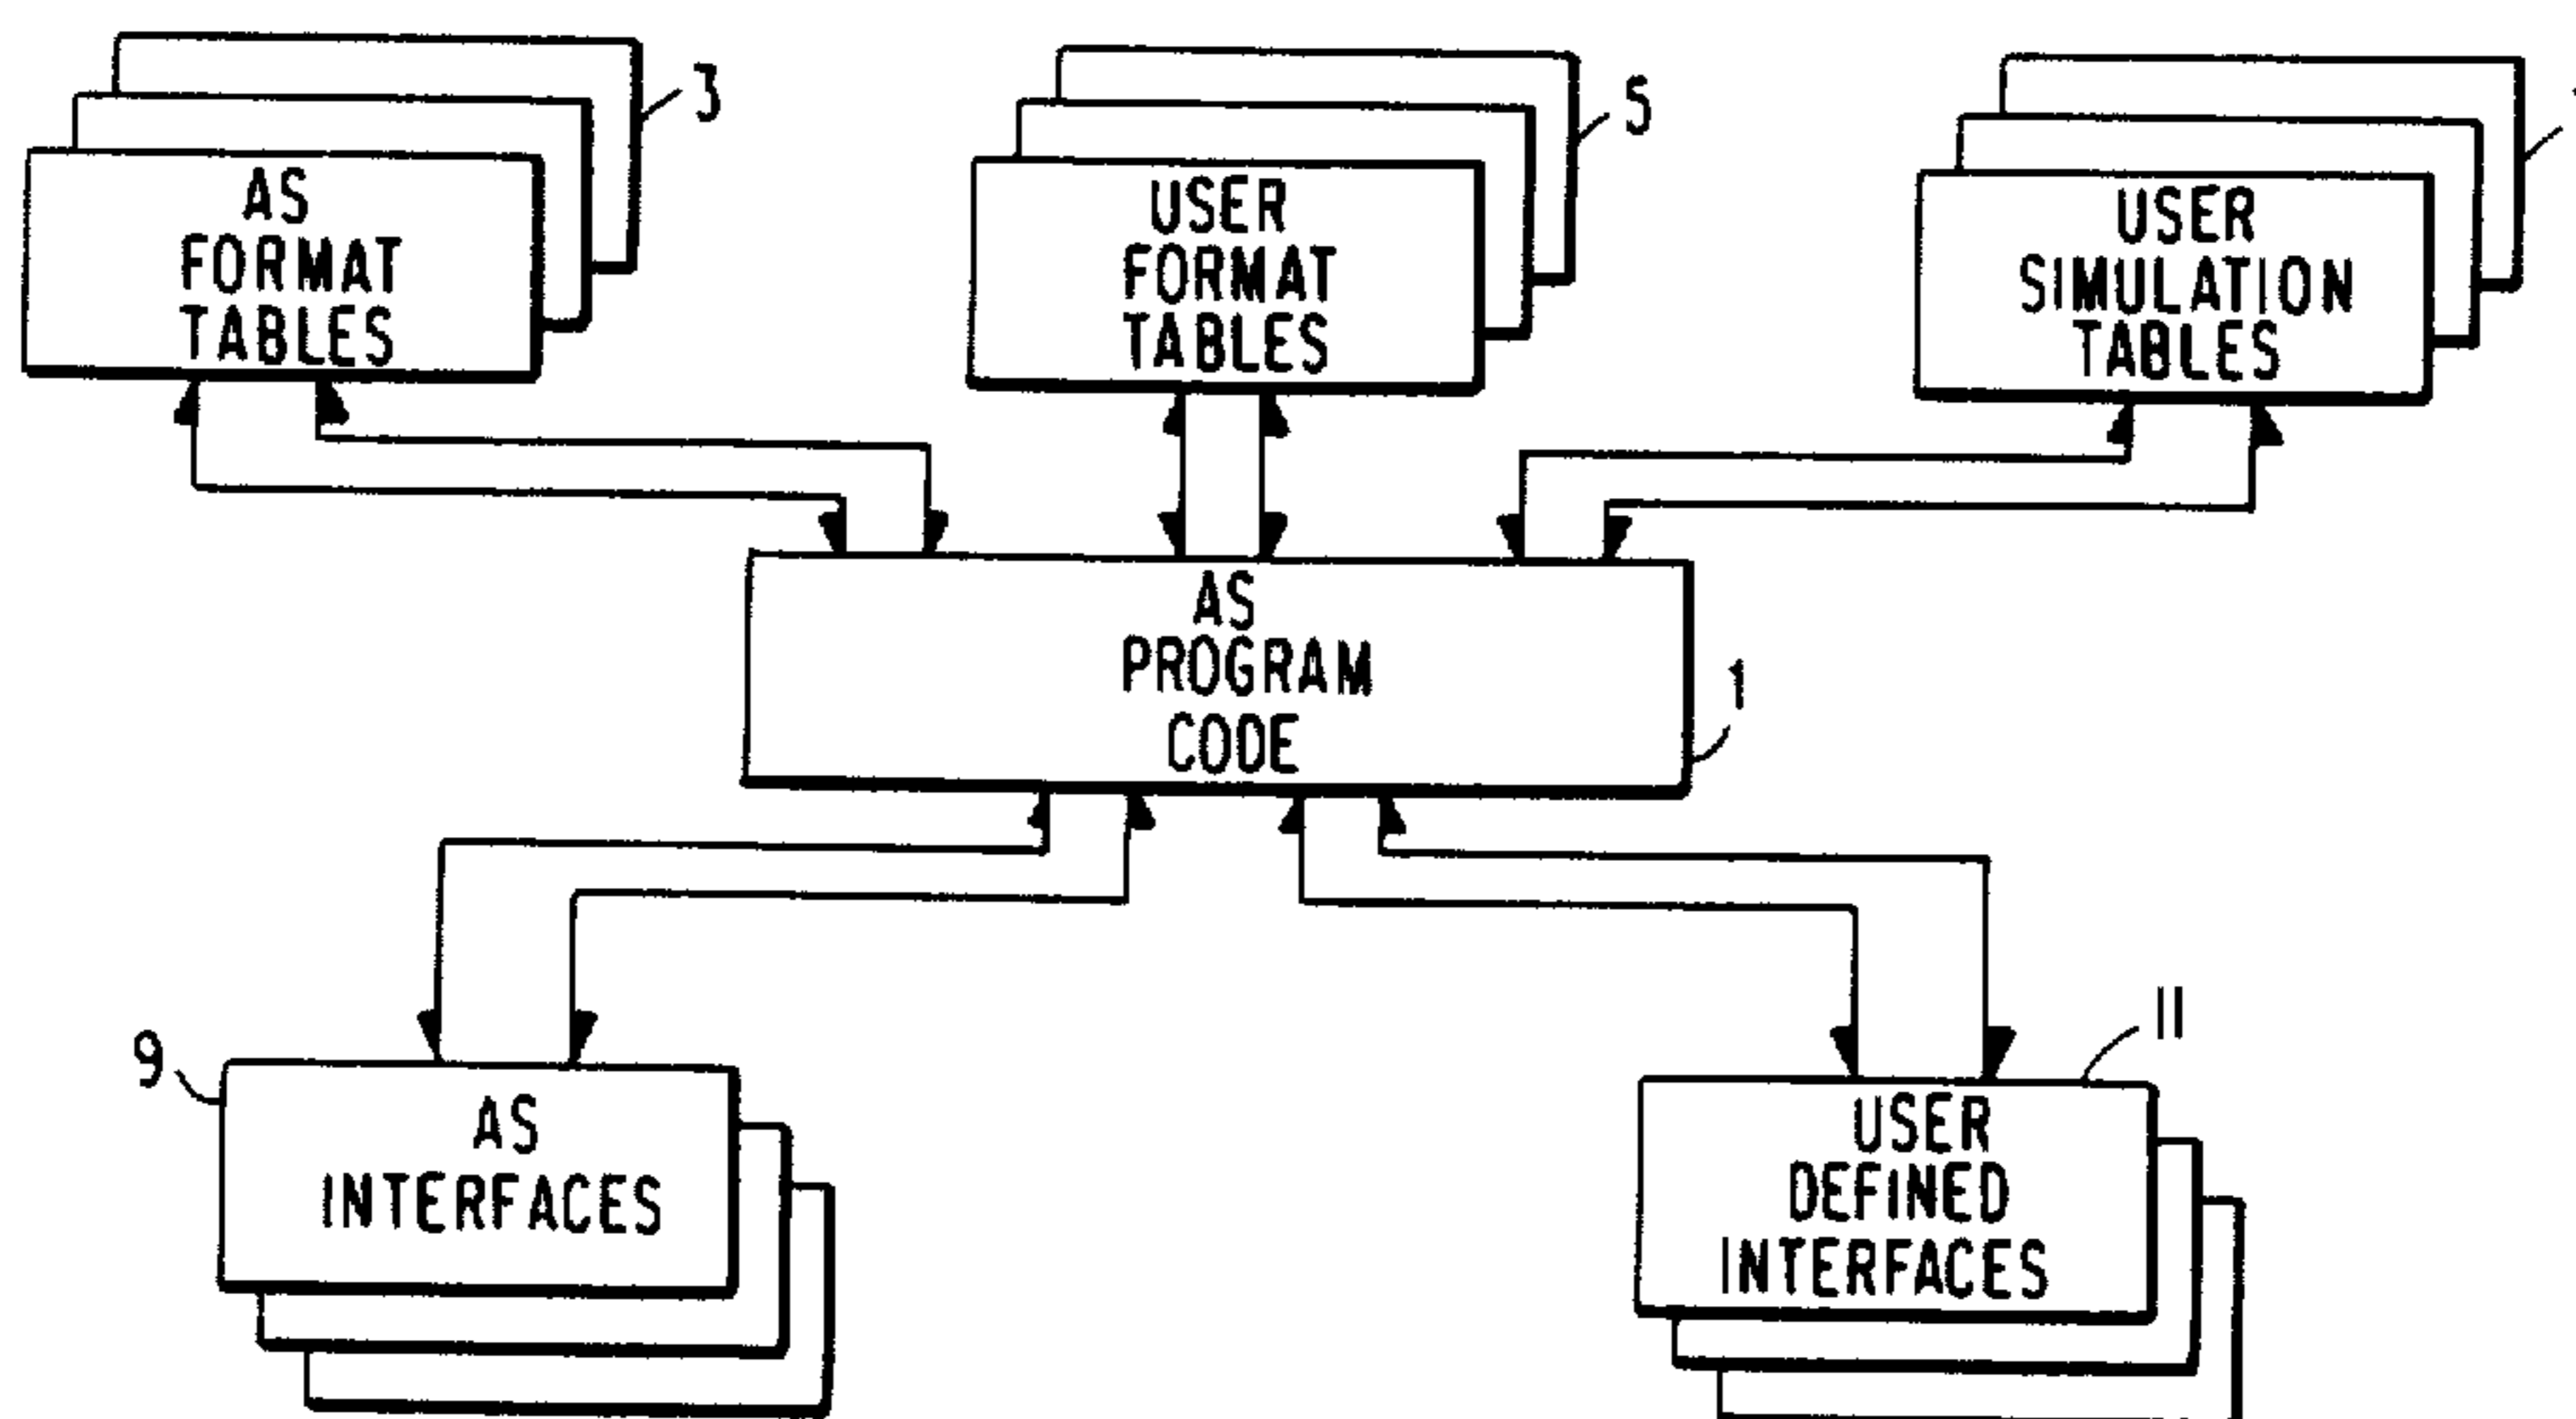 3
5
AS
FORMAT
TABLES
USER
FORMAT
TABLES
USER
SIMULATION
TABLES
AS
PROGRAM
CODE
1
9
AS
INTERFACES
11
USER
DEFINED
INTERFACES